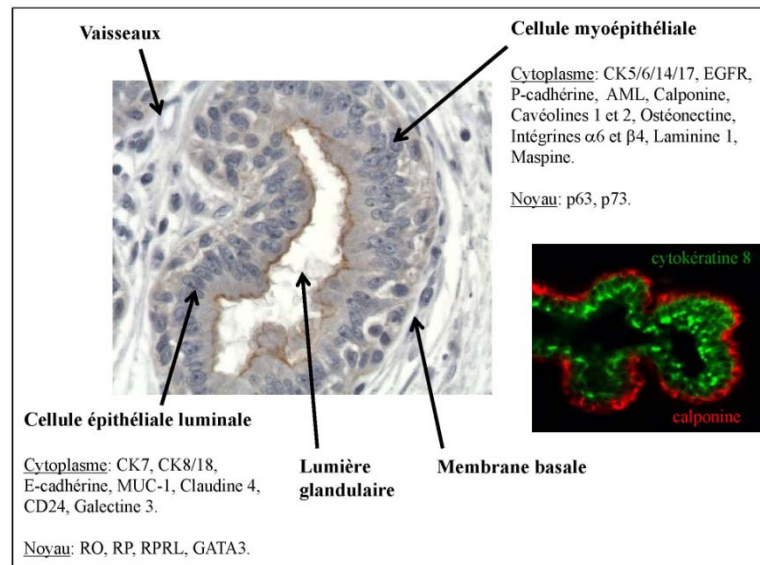 Vaisseaux
Cellule myoépithéliale
Cytoplasme: CK5/6/14/17, EGFR,
P-cadhérine, AML, Calponine,
Cavéolines 1 et 2, Ostéonectine,
Intégrines α6 et β4, Laminine 1,
Maspine.
Noyau: p63, p73.
cytokératine 8
calponine
Cellule épithéliale luminale
Cytoplasme: CK7, CK8/18,
E-cadhérine, MUC-1, Claudine 4,
CD24, Galectine 3.
Noyau: RO, RP, RPRL, GATA3.
Lumière
glandulaire
Membrane basale